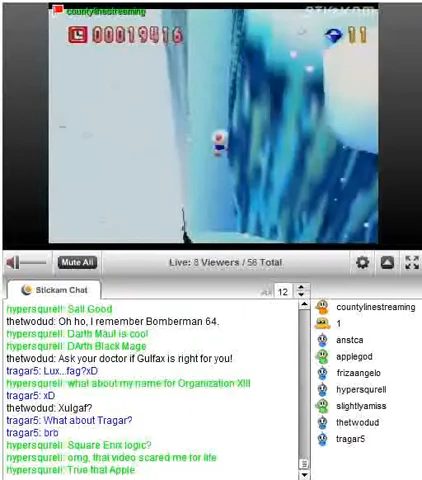 countylinestreaming
STICKAM
00019416
11
Mute All
Live: 8 Viewers / 56 Total
Stickam Chat
12
hypersqurell: Sall Good
thetwodud: Oh ho, I remember Bomberman 64.
hypersqurell: Darth Maul is cool
hypersqurell: DArth Black Mage
thetwodud: Ask your doctor if Gulfax is right for you!
tragar5: Lux...fag?xD
hypersqurell: what about my name for Organization XIII
tragar5: xD
thetwodud: Xulgaf?
tragar5: What about Tragar?
tragar5: brb
hypersqurell: Square Enix logic?
hypersqurell: omg, that video scared me for life
hypersqurell: True that Apple
countylinestreaming
1
anstca
applegod
frizaangelo
hypersqurell
slightlyamiss
thetwodud
tragar5